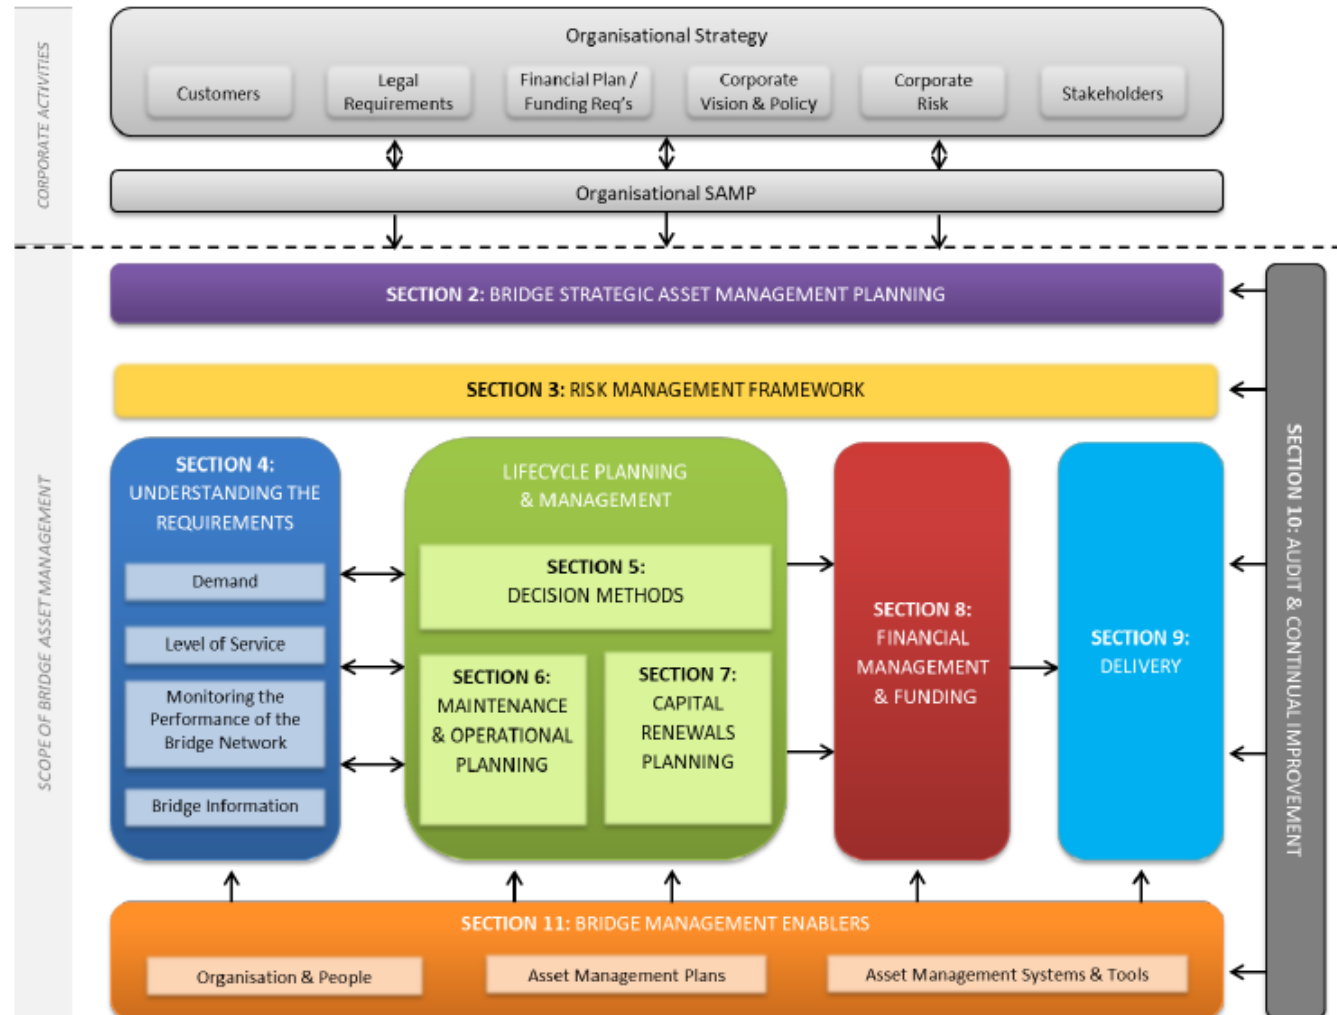 CORPORATE ACTIVITIES
Organisational Strategy
Customers
Legal
Requirements
Financial Plan /
Funding Req's
Corporate
Vision & Policy
Corporate
Risk
Stakeholders
Organisational SAMP
SCOPE OF BRIDGE ASSET MANAGEMENT
SECTION 2: BRIDGE STRATEGIC ASSET MANAGEMENT PLANNING
SECTION 3: RISK MANAGEMENT FRAMEWORK
SECTION 4:
UNDERSTANDING THE
REQUIREMENTS
Demand
Level of Service
Monitoring the
Performance of the
Bridge Network
Bridge Information
LIFECYCLE PLANNING
& MANAGEMENT
SECTION 5:
DECISION METHODS
SECTION 6:
MAINTENANCE
& OPERATIONAL
PLANNING
SECTION 7:
CAPITAL
RENEWALS
PLANNING
SECTION 8:
FINANCIAL
MANAGEMENT
& FUNDING
SECTION 9:
DELIVERY
SECTION 10: AUDIT & CONTINUAL IMPROVEMENT
SECTION 11: BRIDGE MANAGEMENT ENABLERS
Organisation & People
Asset Management Plans
Asset Management Systems & Tools